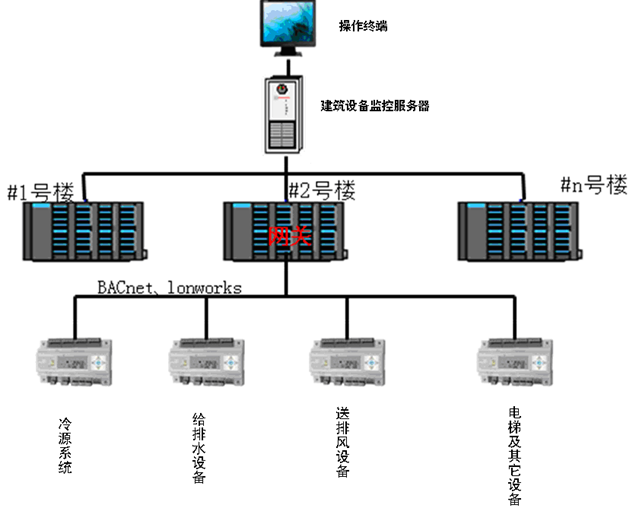 操作终端
建筑设备监控服务器
#1号楼
#2号楼
#n号楼
网关
BACnet、lonworks
冷源系统
给排水设备
送排风设备
电梯及其它设备